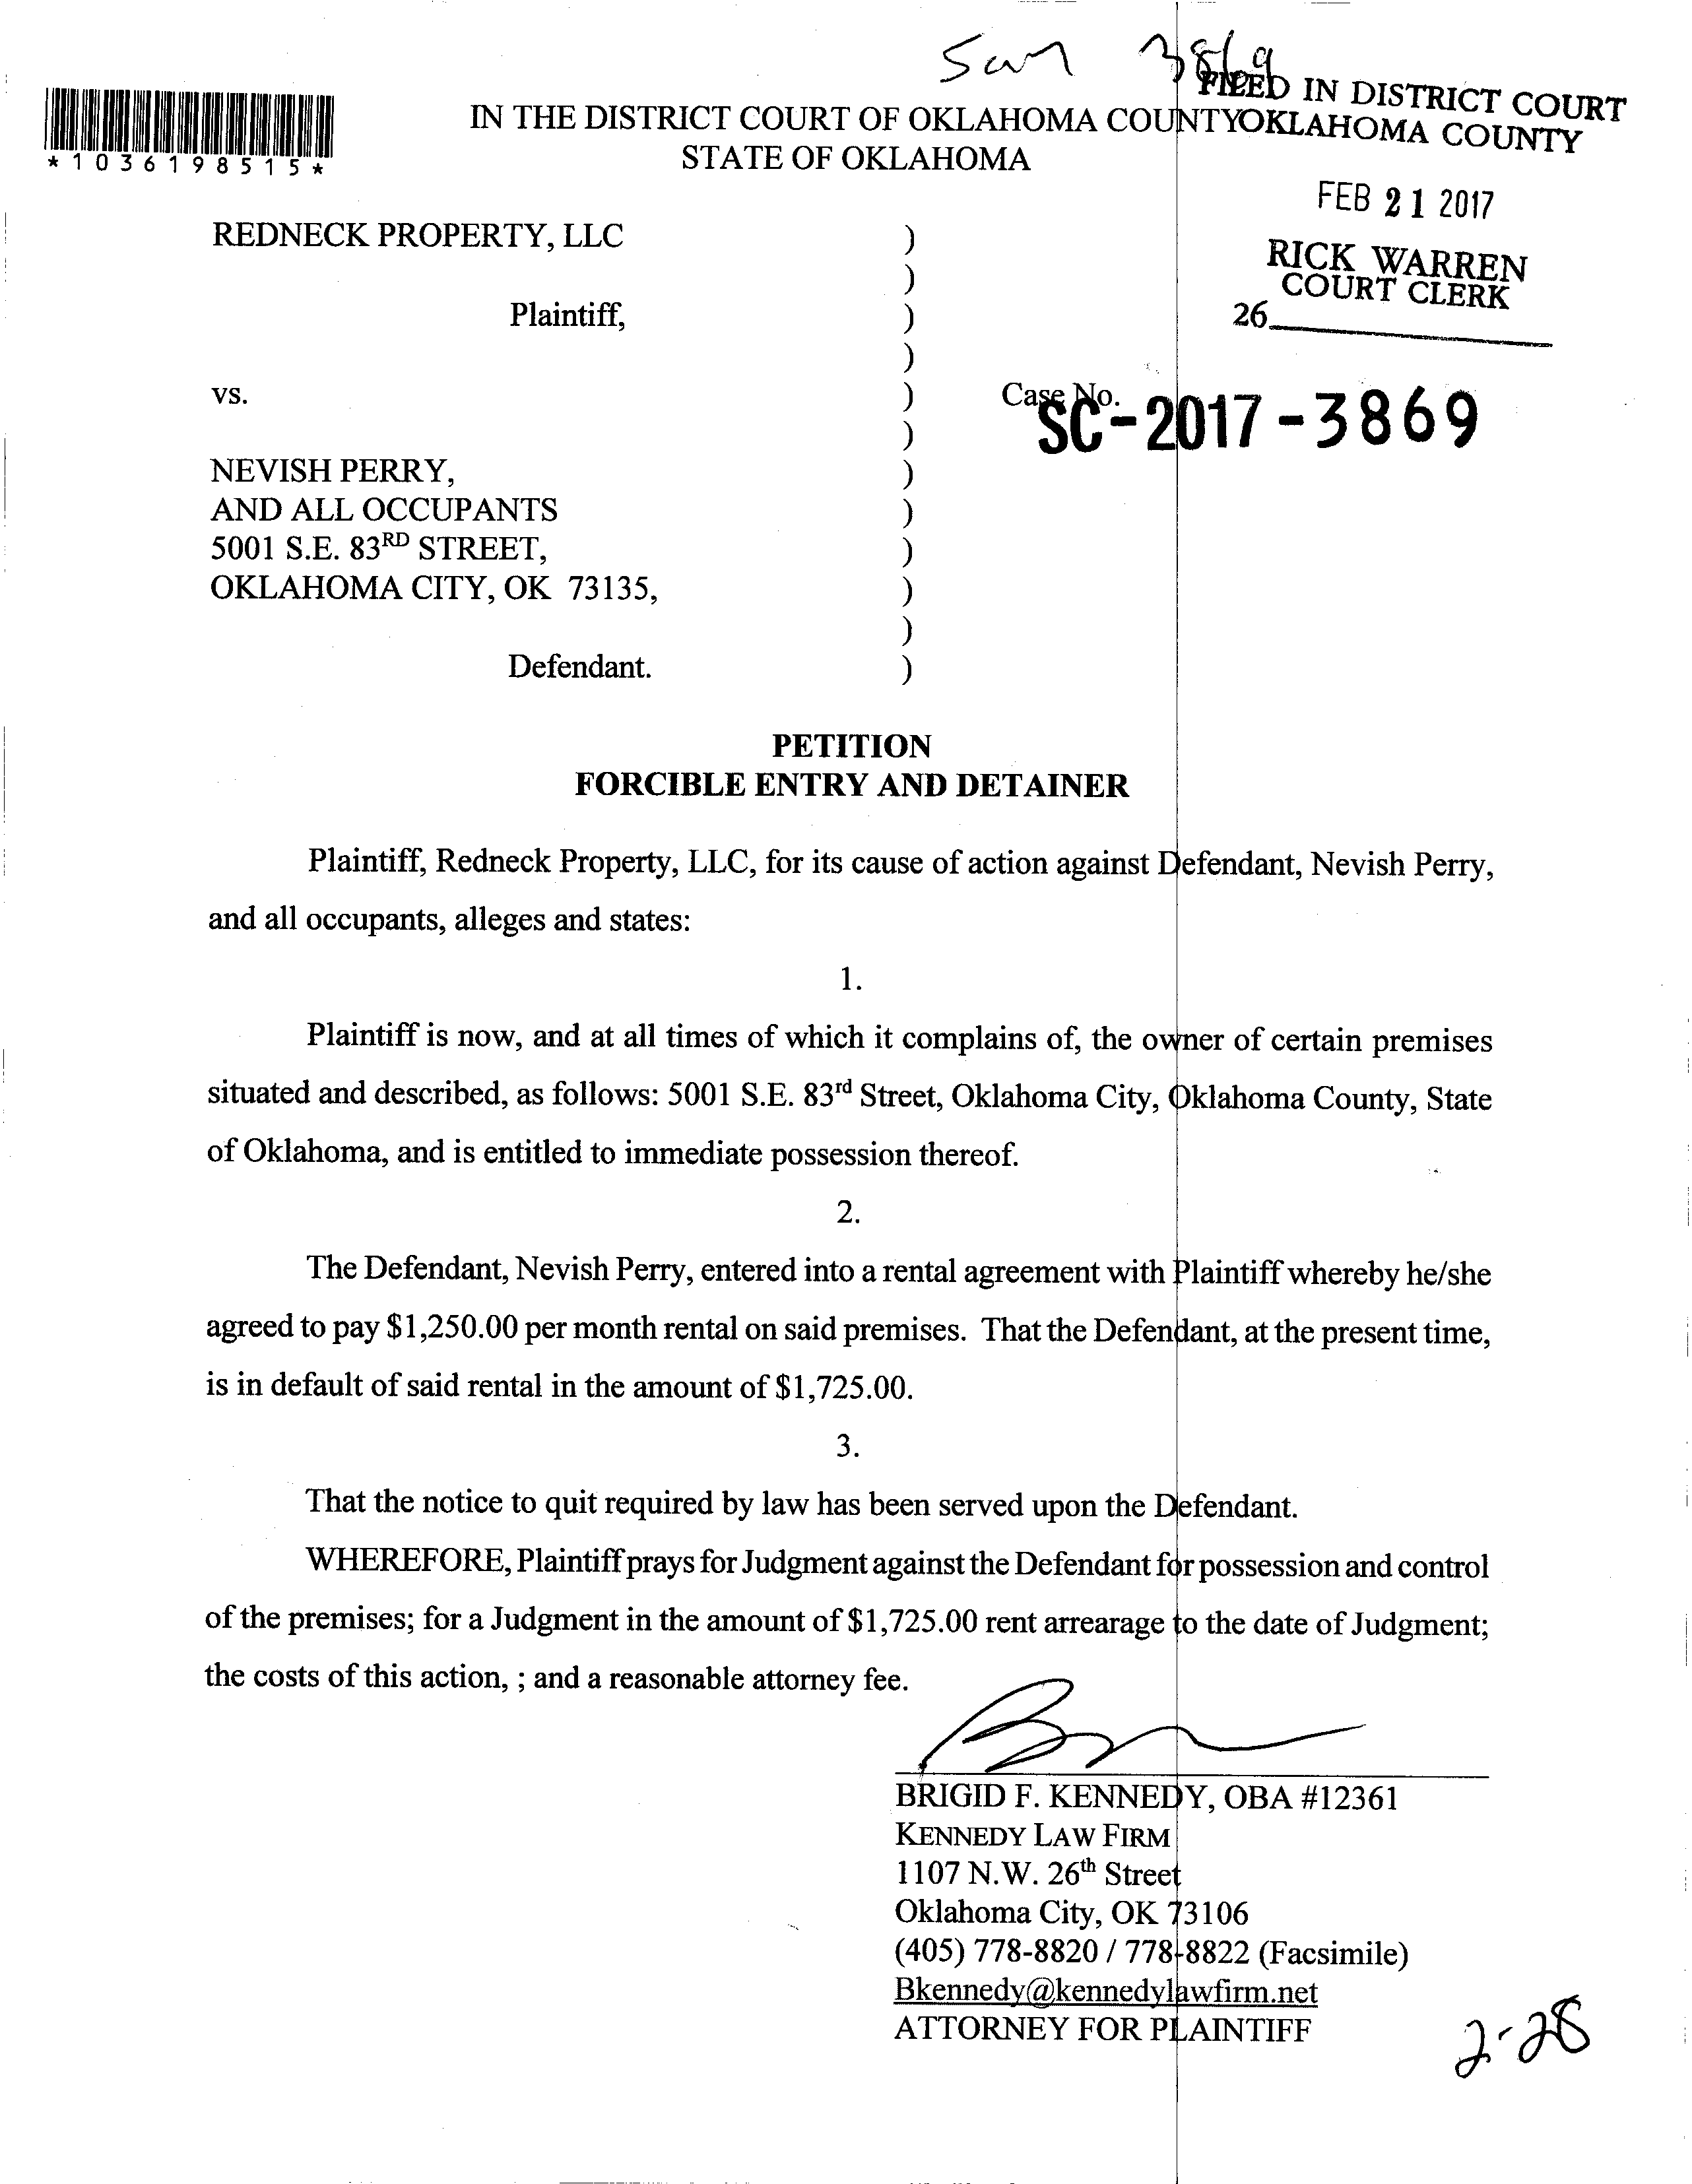 3869
FILED IN DISTRICT COURT
OKLAHOMA COUNTY
*1036198515*
IN THE DISTRICT COURT OF OKLAHOMA COUNTY
STATE OF OKLAHOMA
FEB 21 2017
RICK WARREN
COURT CLERK
26
REDNECK PROPERTY, LLC )
)
Plaintiff, )
)
vs. ) Case No. SC-2017-3869
)
NEVISH PERRY, )
AND ALL OCCUPANTS )
5001 S.E. 83RD STREET, )
OKLAHOMA CITY, OK 73135, )
)
Defendant. )
PETITION
FORCIBLE ENTRY AND DETAINER
Plaintiff, Redneck Property, LLC, for its cause of action against Defendant, Nevish Perry,
and all occupants, alleges and states:
1.
Plaintiff is now, and at all times of which it complains of, the owner of certain premises
situated and described, as follows: 5001 S.E. 83rd Street, Oklahoma City, Oklahoma County, State
of Oklahoma, and is entitled to immediate possession thereof.
2.
The Defendant, Nevish Perry, entered into a rental agreement with Plaintiff whereby he/she
agreed to pay $1,250.00 per month rental on said premises. That the Defendant, at the present time,
is in default of said rental in the amount of $1,725.00.
3.
That the notice to quit required by law has been served upon the Defendant.
WHEREFORE, Plaintiff prays for Judgment against the Defendant for possession and control
of the premises; for a Judgment in the amount of $1,725.00 rent arrearage to the date of Judgment;
the costs of this action, ; and a reasonable attorney fee.
BRIGID F. KENNEDY, OBA #12361
KENNEDY LAW FIRM
1107 N.W. 26th Street
Oklahoma City, OK 73106
(405) 778-8820 / 778-8822 (Facsimile)
Bkennedy@kennedylawfirm.net
ATTORNEY FOR PLAINTIFF
2-28